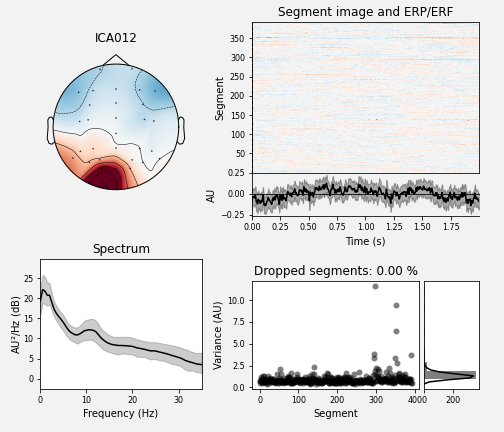 ICA012
Segment image and ERP/ERF
Segment
350
300
250
200
150
100
50
AU
0.25
0.00
−0.25
0.00 0.25 0.50 0.75 1.00 1.25 1.50 1.75
Time (s)
Spectrum
AU²/Hz (dB)
25
20
15
10
5
0
0 10 20 30
Frequency (Hz)
Dropped segments: 0.00 %
Variance (AU)
10.0
7.5
5.0
2.5
0.0
0 100 200 300 400
Segment
0 200